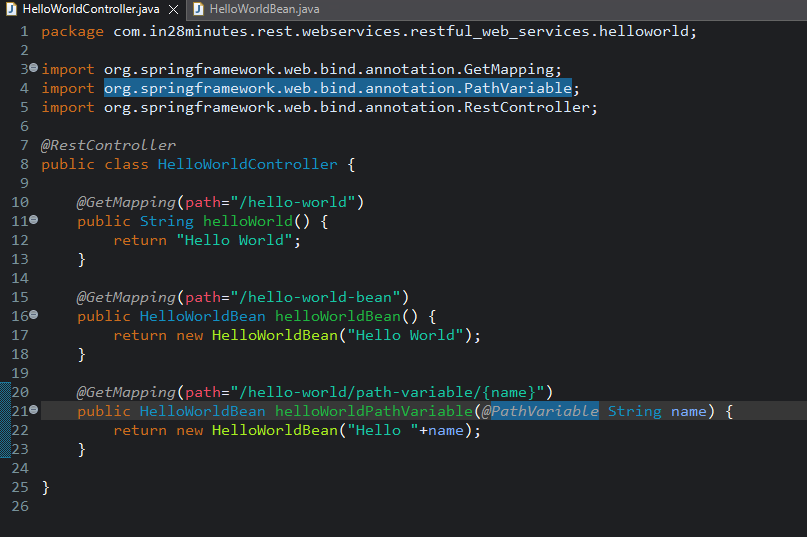 HelloWorldController.java
HelloWorldBean.java
1 package com.in28minutes.rest.webservices.restful_web_services.helloworld;
2
3 import org.springframework.web.bind.annotation.GetMapping;
4 import org.springframework.web.bind.annotation.PathVariable;
5 import org.springframework.web.bind.annotation.RestController;
6
7 @RestController
8 public class HelloWorldController {
9
10     @GetMapping(path="/hello-world")
11     public String helloWorld() {
12         return "Hello World";
13     }
14
15     @GetMapping(path="/hello-world-bean")
16     public HelloWorldBean helloWorldBean() {
17         return new HelloWorldBean("Hello World");
18     }
19
20     @GetMapping(path="/hello-world/path-variable/{name}")
21     public HelloWorldBean helloWorldPathVariable(@PathVariable String name) {
22         return new HelloWorldBean("Hello "+name);
23     }
24
25 }
26